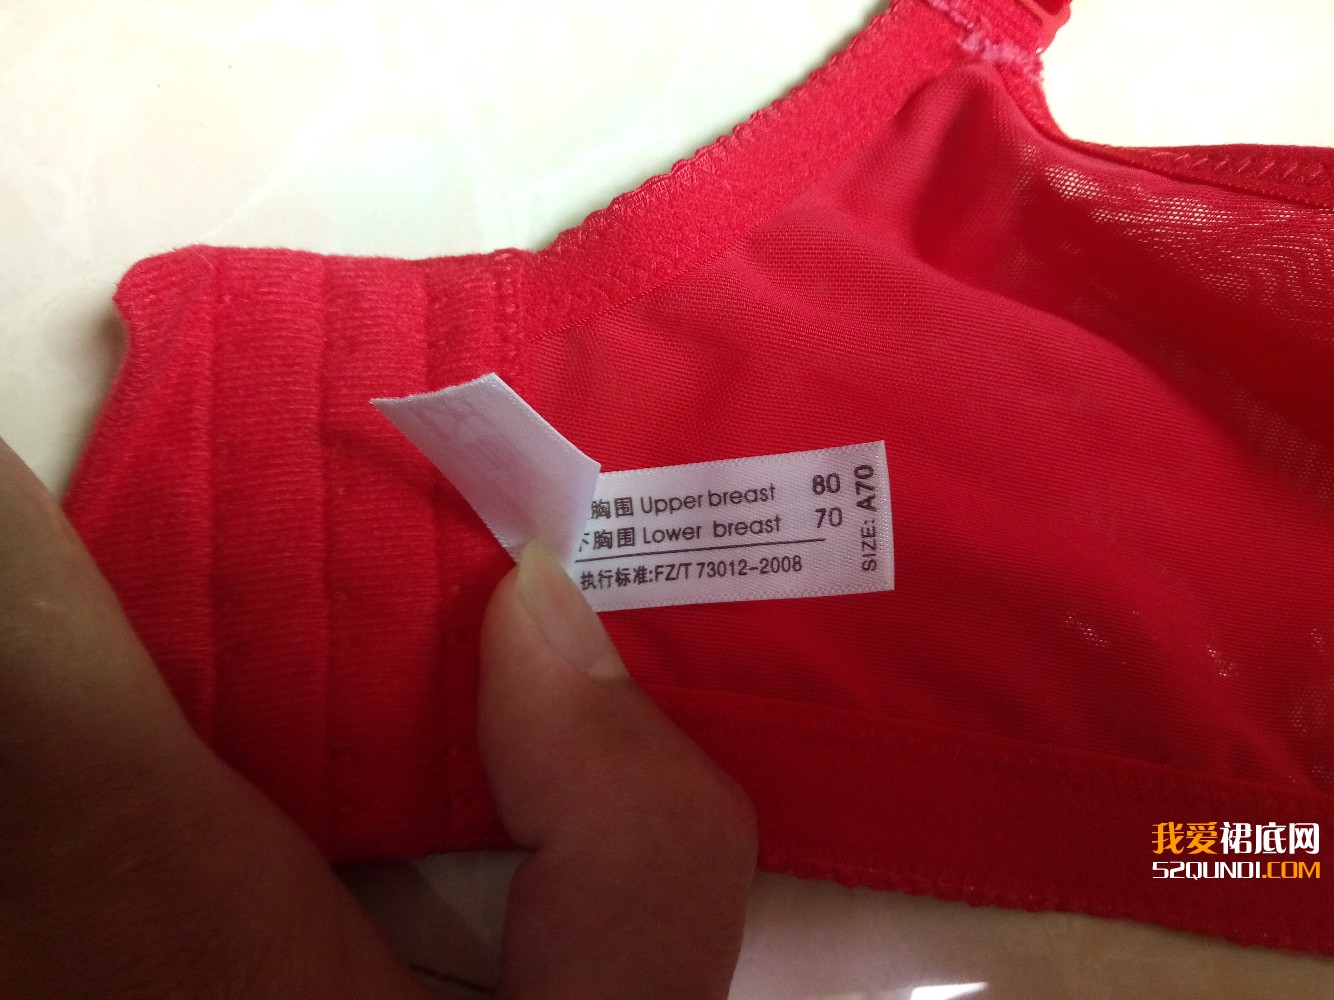 胸围 Upper breast 80
下胸围 Lower breast 70
执行标准:FZ/T 73012-2008
SIZE: A70
我爱裙底网
52QUNDI.COM